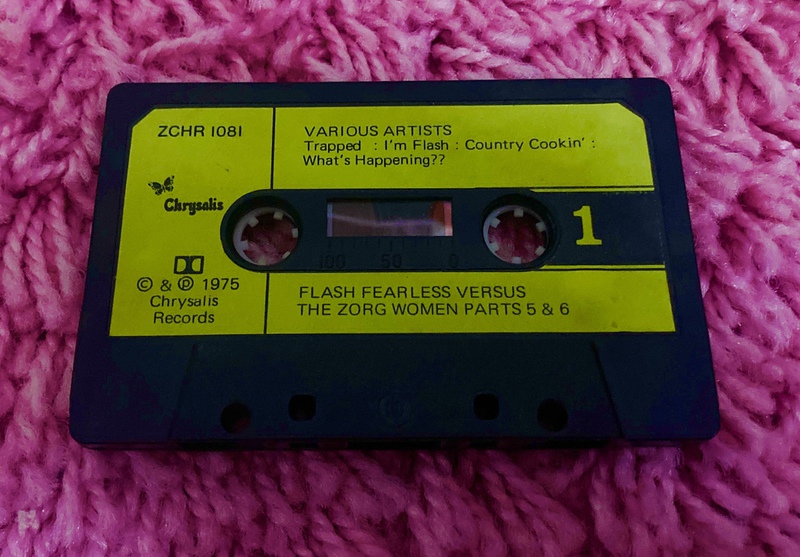 ZCHR 1081
VARIOUS ARTISTS
Trapped : I'm Flash : Country Cookin' :
What's Happening??
Chrysalis
1
100 50 0
© & ℗ 1975
Chrysalis
Records
FLASH FEARLESS VERSUS
THE ZORG WOMEN PARTS 5 & 6